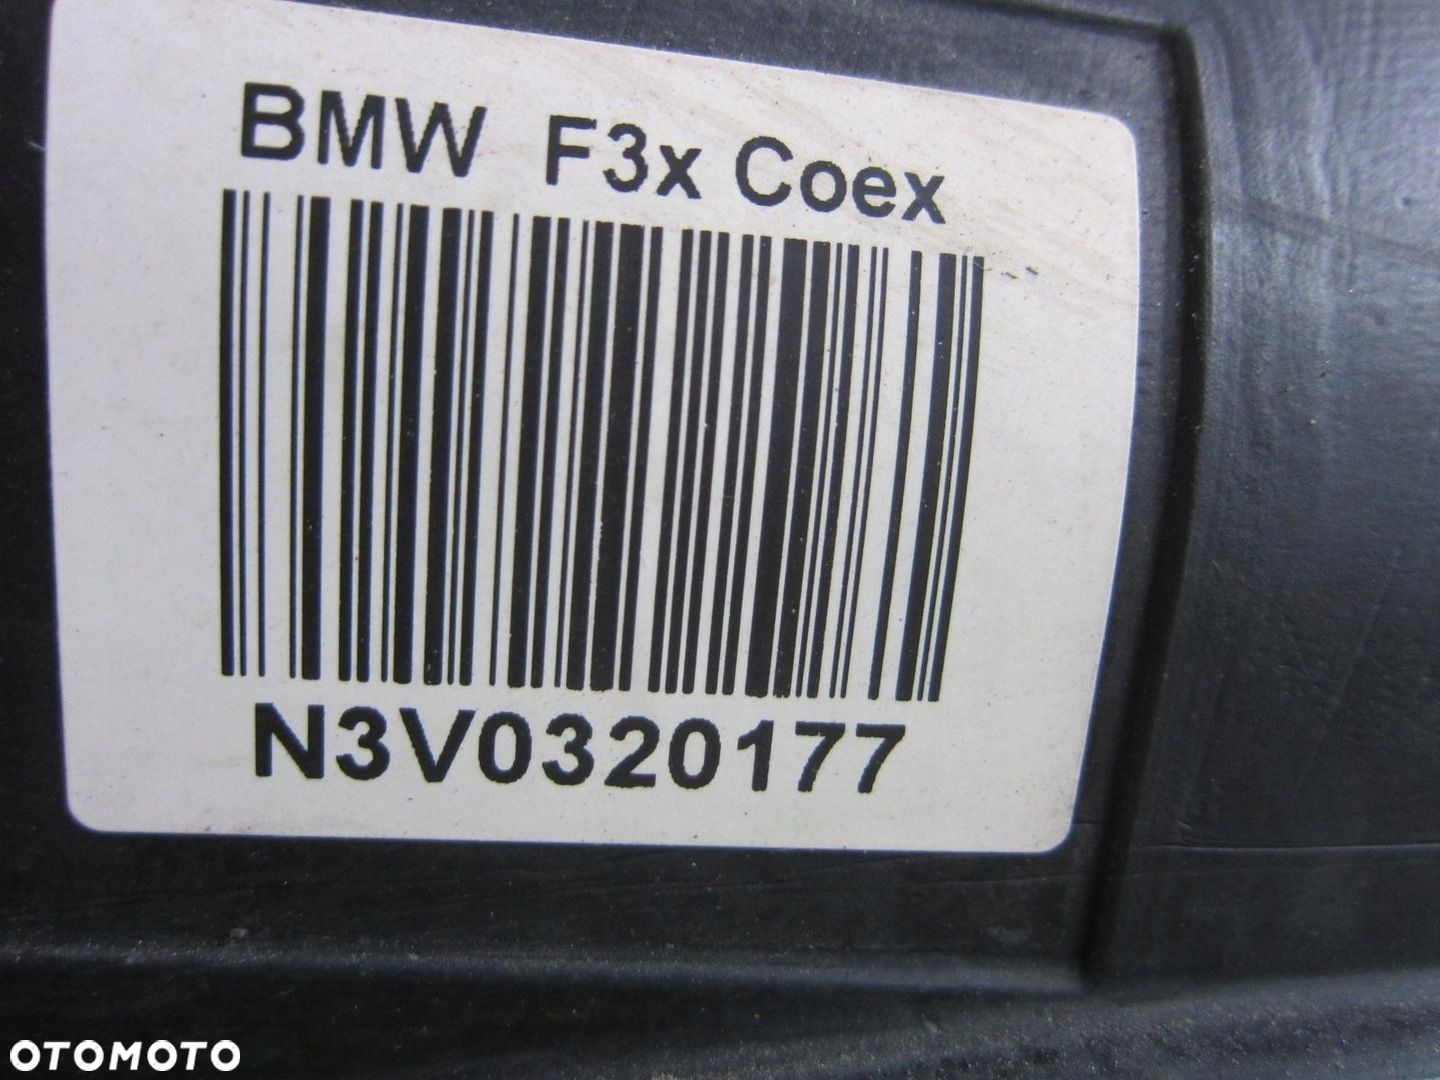 BMW F3x Coex
N3V0320177
OTOMOTO